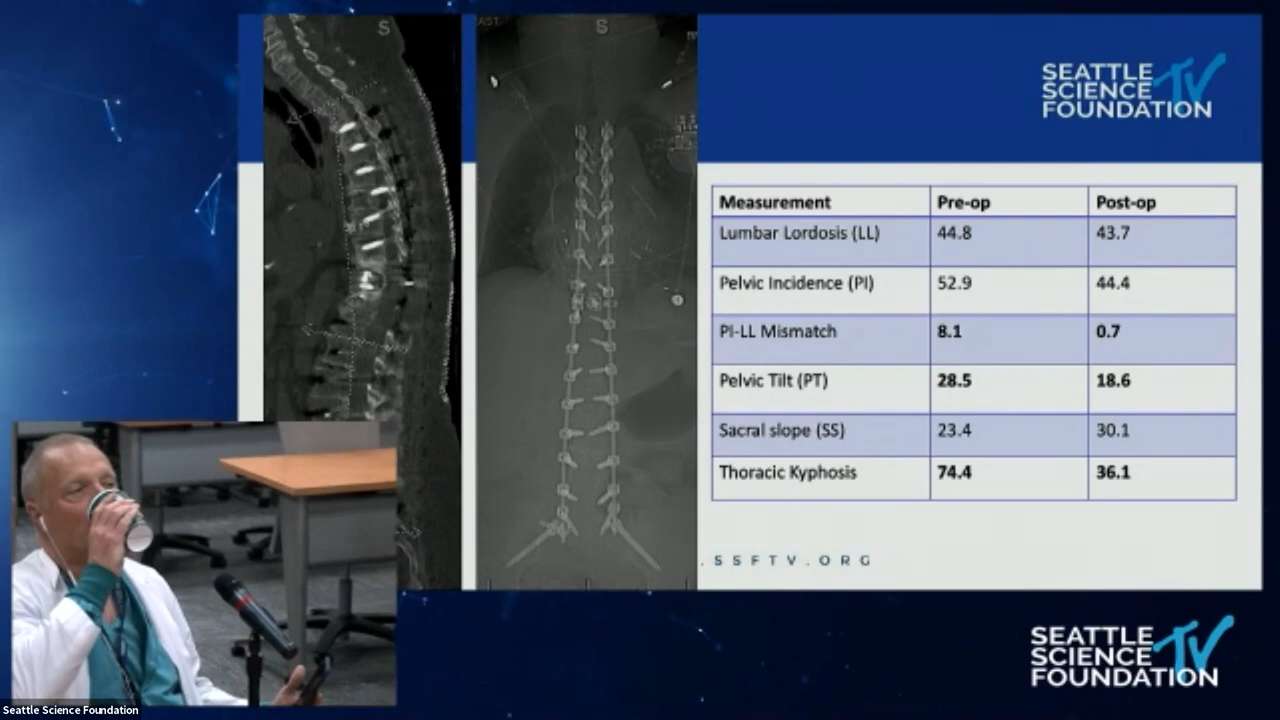 S
AST
S
SEATTLE
SCIENCE TV
FOUNDATION
Measurement Pre-op Post-op
Lumbar Lordosis (LL) 44.8 43.7
Pelvic Incidence (PI) 52.9 44.4
PI-LL Mismatch 8.1 0.7
Pelvic Tilt (PT) 28.5 18.6
Sacral slope (SS) 23.4 30.1
Thoracic Kyphosis 74.4 36.1
.SSFTV.ORG
SEATTLE
SCIENCE TV
FOUNDATION
Seattle Science Foundation